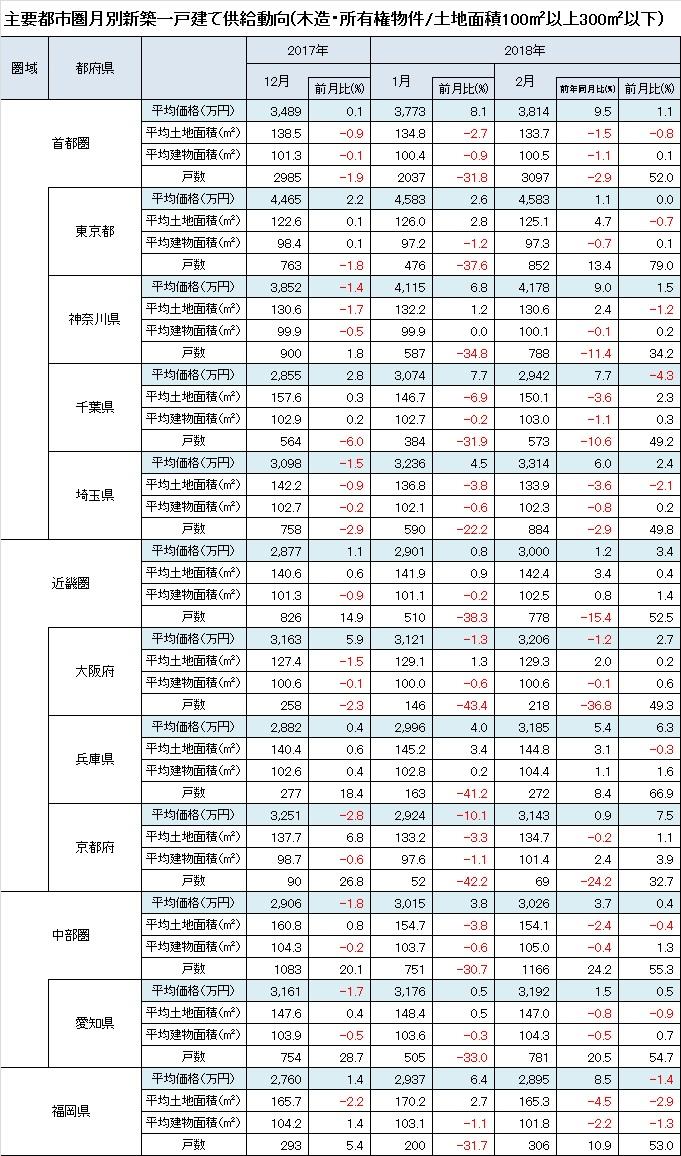 主要都市圏月別新築一戸建て供給動向(木造・所有権物件/土地面積100㎡以上300㎡以下)
圏域 都府県 2017年 2018年
12月 前月比(%) 1月 前月比(%) 2月 前年同月比(%) 前月比(%)
首都圏
平均価格(万円) 3,489 0.1 3,773 8.1 3,814 9.5 1.1
平均土地面積(㎡) 138.5 -0.9 134.8 -2.7 133.7 -1.5 -0.8
平均建物面積(㎡) 101.3 -0.1 100.4 -0.9 100.5 -1.1 0.1
戸数 2985 -1.9 2037 -31.8 3097 -2.9 52.0
東京都
平均価格(万円) 4,465 2.2 4,583 2.6 4,583 1.1 0.0
平均土地面積(㎡) 122.6 0.1 126.0 2.8 125.1 4.7 -0.7
平均建物面積(㎡) 98.4 0.1 97.2 -1.2 97.3 -0.7 0.1
戸数 763 -1.8 476 -37.6 852 13.4 79.0
神奈川県
平均価格(万円) 3,852 -1.4 4,115 6.8 4,178 9.0 1.5
平均土地面積(㎡) 130.6 -1.7 132.2 1.2 130.6 2.4 -1.2
平均建物面積(㎡) 99.9 -0.5 99.9 0.0 100.1 -0.1 0.2
戸数 900 1.8 587 -34.8 788 -11.4 34.2
千葉県
平均価格(万円) 2,855 2.8 3,074 7.7 2,942 7.7 -4.3
平均土地面積(㎡) 157.6 0.3 146.7 -6.9 150.1 -3.6 2.3
平均建物面積(㎡) 102.9 0.2 102.7 -0.2 103.0 -1.1 0.3
戸数 564 -6.0 384 -31.9 573 -10.6 49.2
埼玉県
平均価格(万円) 3,098 -1.5 3,236 4.5 3,314 6.0 2.4
平均土地面積(㎡) 142.2 -0.9 136.8 -3.8 133.9 -3.6 -2.1
平均建物面積(㎡) 102.7 -0.2 102.1 -0.6 102.3 -0.8 0.2
戸数 758 -2.9 590 -22.2 884 -2.9 49.8
近畿圏
平均価格(万円) 2,877 1.1 2,901 0.8 3,000 1.2 3.4
平均土地面積(㎡) 140.6 0.6 141.9 0.9 142.4 3.4 0.4
平均建物面積(㎡) 101.3 -0.9 101.1 -0.2 102.5 0.8 1.4
戸数 826 14.9 510 -38.3 778 -15.4 52.5
大阪府
平均価格(万円) 3,163 5.9 3,121 -1.3 3,206 -1.2 2.7
平均土地面積(㎡) 127.4 -1.5 129.1 1.3 129.3 2.0 0.2
平均建物面積(㎡) 100.6 -0.1 100.0 -0.6 100.6 -0.1 0.6
戸数 258 -2.3 146 -43.4 218 -36.8 49.3
兵庫県
平均価格(万円) 2,882 0.4 2,996 4.0 3,185 5.4 6.3
平均土地面積(㎡) 140.4 0.6 145.2 3.4 144.8 3.1 -0.3
平均建物面積(㎡) 102.6 0.4 102.8 0.2 104.4 1.1 1.6
戸数 277 18.4 163 -41.2 272 8.4 66.9
京都府
平均価格(万円) 3,251 -2.8 2,924 -10.1 3,143 0.9 7.5
平均土地面積(㎡) 137.7 6.8 133.2 -3.3 134.7 -0.2 1.1
平均建物面積(㎡) 98.7 -0.6 97.6 -1.1 101.4 2.4 3.9
戸数 90 26.8 52 -42.2 69 -24.2 32.7
中部圏
平均価格(万円) 2,906 -1.8 3,015 3.8 3,026 3.7 0.4
平均土地面積(㎡) 160.8 0.8 154.7 -3.8 154.1 -2.4 -0.4
平均建物面積(㎡) 104.3 -0.2 103.7 -0.6 105.0 -0.4 1.3
戸数 1083 20.1 751 -30.7 1166 24.2 55.3
愛知県
平均価格(万円) 3,161 -1.7 3,176 0.5 3,192 1.5 0.5
平均土地面積(㎡) 147.6 0.4 148.4 0.5 147.0 -0.8 -0.9
平均建物面積(㎡) 103.9 -0.5 103.6 -0.3 104.3 -0.5 0.7
戸数 754 28.7 505 -33.0 781 20.5 54.7
福岡県
平均価格(万円) 2,760 1.4 2,937 6.4 2,895 8.5 -1.4
平均土地面積(㎡) 165.7 -2.2 170.2 2.7 165.3 -4.5 -2.9
平均建物面積(㎡) 104.2 1.4 103.1 -1.1 101.8 -2.2 -1.3
戸数 293 5.4 200 -31.7 306 10.9 53.0